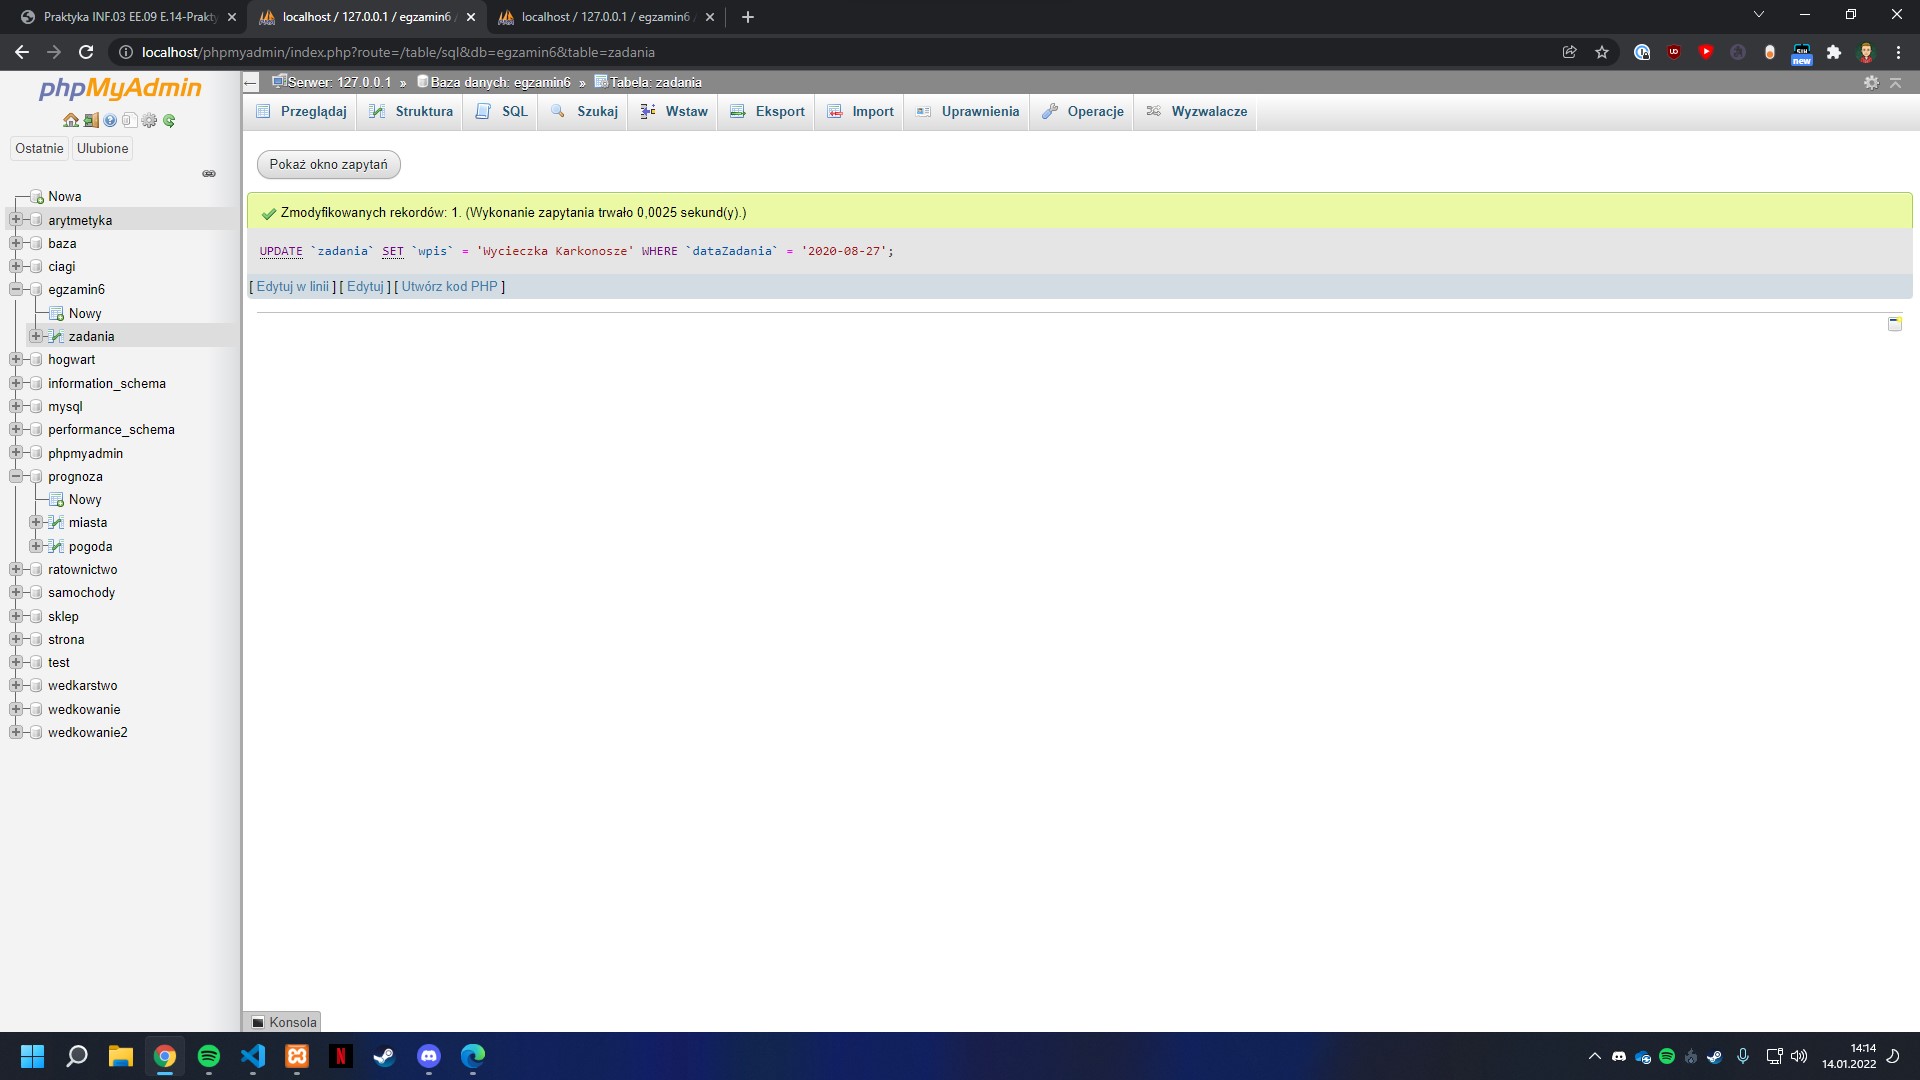 Praktyka INF.03 EE.09 E.14-Prakty
localhost / 127.0.0.1 / egzamin6 /
localhost / 127.0.0.1 / egzamin6
localhost/phpmyadmin/index.php?route=/table/sql&db=egzamin6&table=zadania
new
phpMyAdmin
Ostatnie
Ulubione
Nowa
arytmetyka
baza
ciagi
egzamin6
Nowy
zadania
hogwart
information_schema
mysql
performance_schema
phpmyadmin
prognoza
Nowy
miasta
pogoda
ratownictwo
samochody
sklep
strona
test
wedkarstwo
wedkowanie
wedkowanie2
Serwer: 127.0.0.1 » Baza danych: egzamin6 » Tabela: zadania
Przeglądaj
Struktura
SQL
Szukaj
Wstaw
Eksport
Import
Uprawnienia
Operacje
Wyzwalacze
Pokaż okno zapytań
Zmodyfikowanych rekordów: 1. (Wykonanie zapytania trwało 0,0025 sekund(y).)
UPDATE `zadania` SET `wpis` = 'Wycieczka Karkonosze' WHERE `dataZadania` = '2020-08-27';
[ Edytuj w linii ] [ Edytuj ] [ Utwórz kod PHP ]
Konsola
14:14
14.01.2022